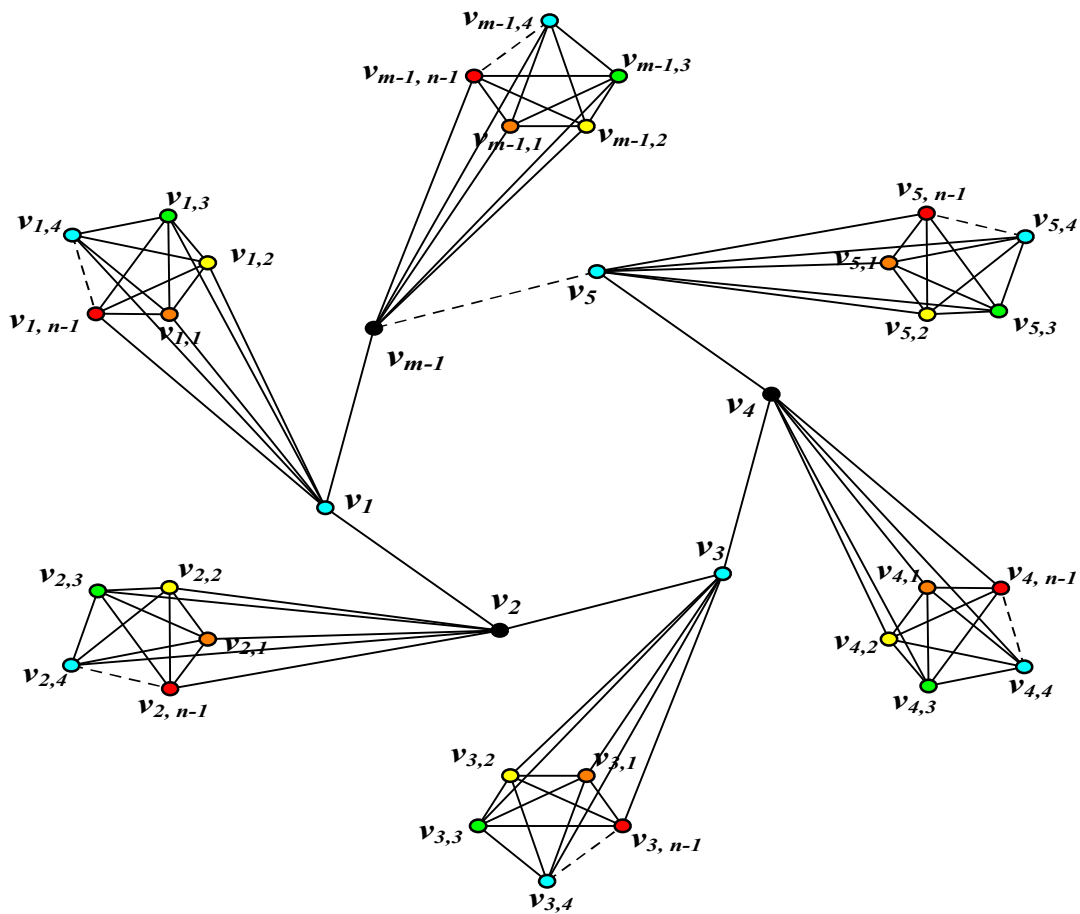 v_{m-1,4}
v_{m-1, n-1}
v_{m-1,3}
v_{m-1,1}
v_{m-1,2}
v_{1,3}
v_{1,4}
v_{1,2}
v_{1, n-1}
v_{1,1}
v_{5, n-1}
v_{5,4}
v_{5,1}
v_{5,2}
v_{5,3}
v_5
v_{m-1}
v_4
v_1
v_3
v_2
v_{2,3}
v_{2,2}
v_{2,1}
v_{2,4}
v_{2, n-1}
v_{4,1}
v_{4, n-1}
v_{4,2}
v_{4,4}
v_{4,3}
v_{3,2}
v_{3,1}
v_{3,3}
v_{3, n-1}
v_{3,4}